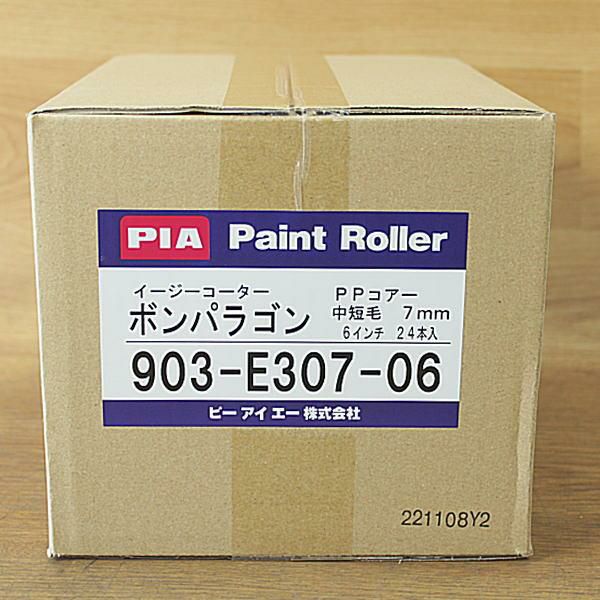 PIA Paint Roller
イージーコーター ＰＰコアー
ボンパラゴン 中短毛 ７mm
６インチ ２４本入
903-E307-06
ピー アイ エー 株式会社
221108Y2